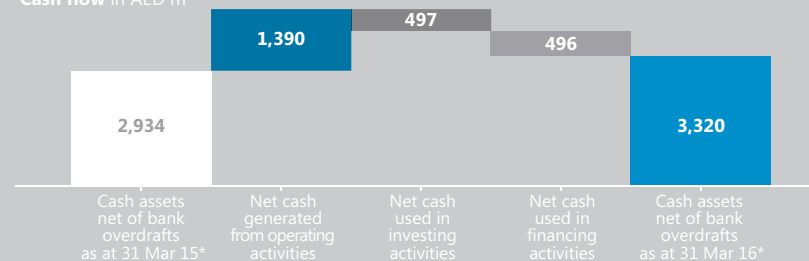 Cash flow in AED m
497
1,390
496
2,934
3,320
Cash assets
net of bank
overdrafts
as at 31 Mar 15*
Net cash
generated
from operating
activities
Net cash
used in
investing
activities
Net cash
used in
financing
activities
Cash assets
net of bank
overdrafts
as at 31 Mar 16*